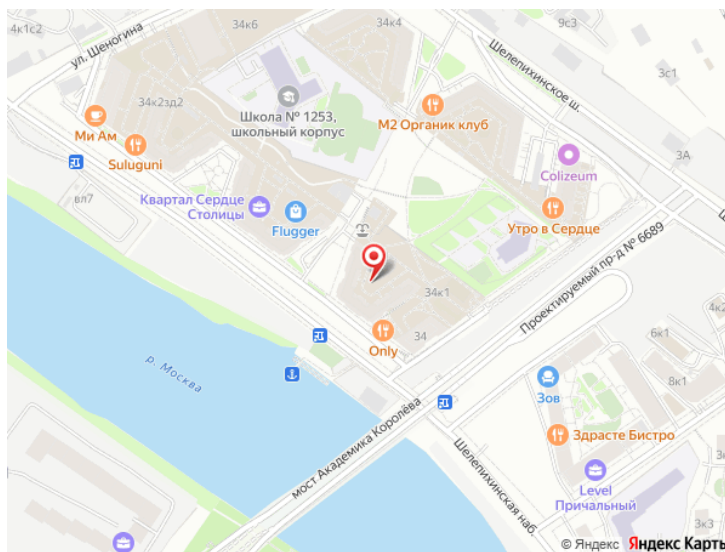 4к1с2
34к6
9с3
ул. Шеногина
Шелепихинское ш.
3с1
34к2зд2
Школа № 1253,
школьный корпус
М2 Органик клуб
Ми Ам
Suluguni
3А
Colizeum
вл7
Квартал Сердце
Столицы
Flugger
Утро в Сердце
Проектируемый пр-д № 6689
34к1
34
Only
4к2
6к1
р. Москва
8к1
Зов
мост Академика Королёва
Здрасте Бистро
Шелепихинская наб.
Level
Причальный
3к3
© Яндекс Яндекс Карты